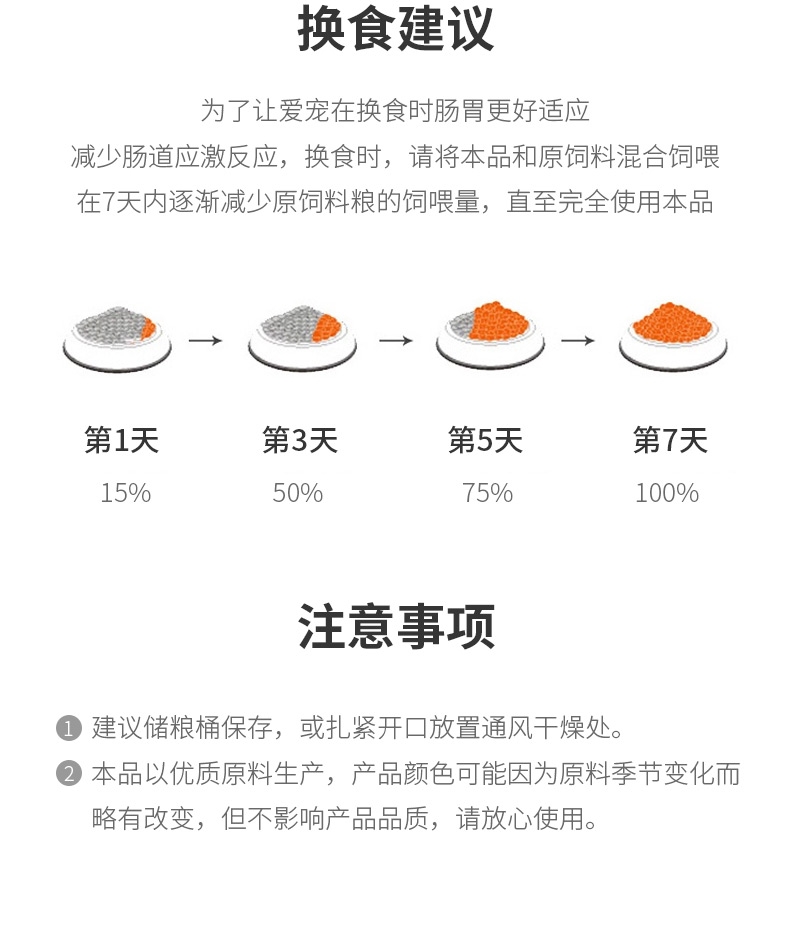 换食建议
为了让爱宠在换食时肠胃更好适应
减少肠道应激反应，换食时，请将本品和原饲料混合饲喂
在7天内逐渐减少原饲料粮的饲喂量，直至完全使用本品
第1天 第3天 第5天 第7天
15% 50% 75% 100%
注意事项
1 建议储粮桶保存，或扎紧开口放置通风干燥处。
2 本品以优质原料生产，产品颜色可能因为原料季节变化而
略有改变，但不影响产品品质，请放心使用。